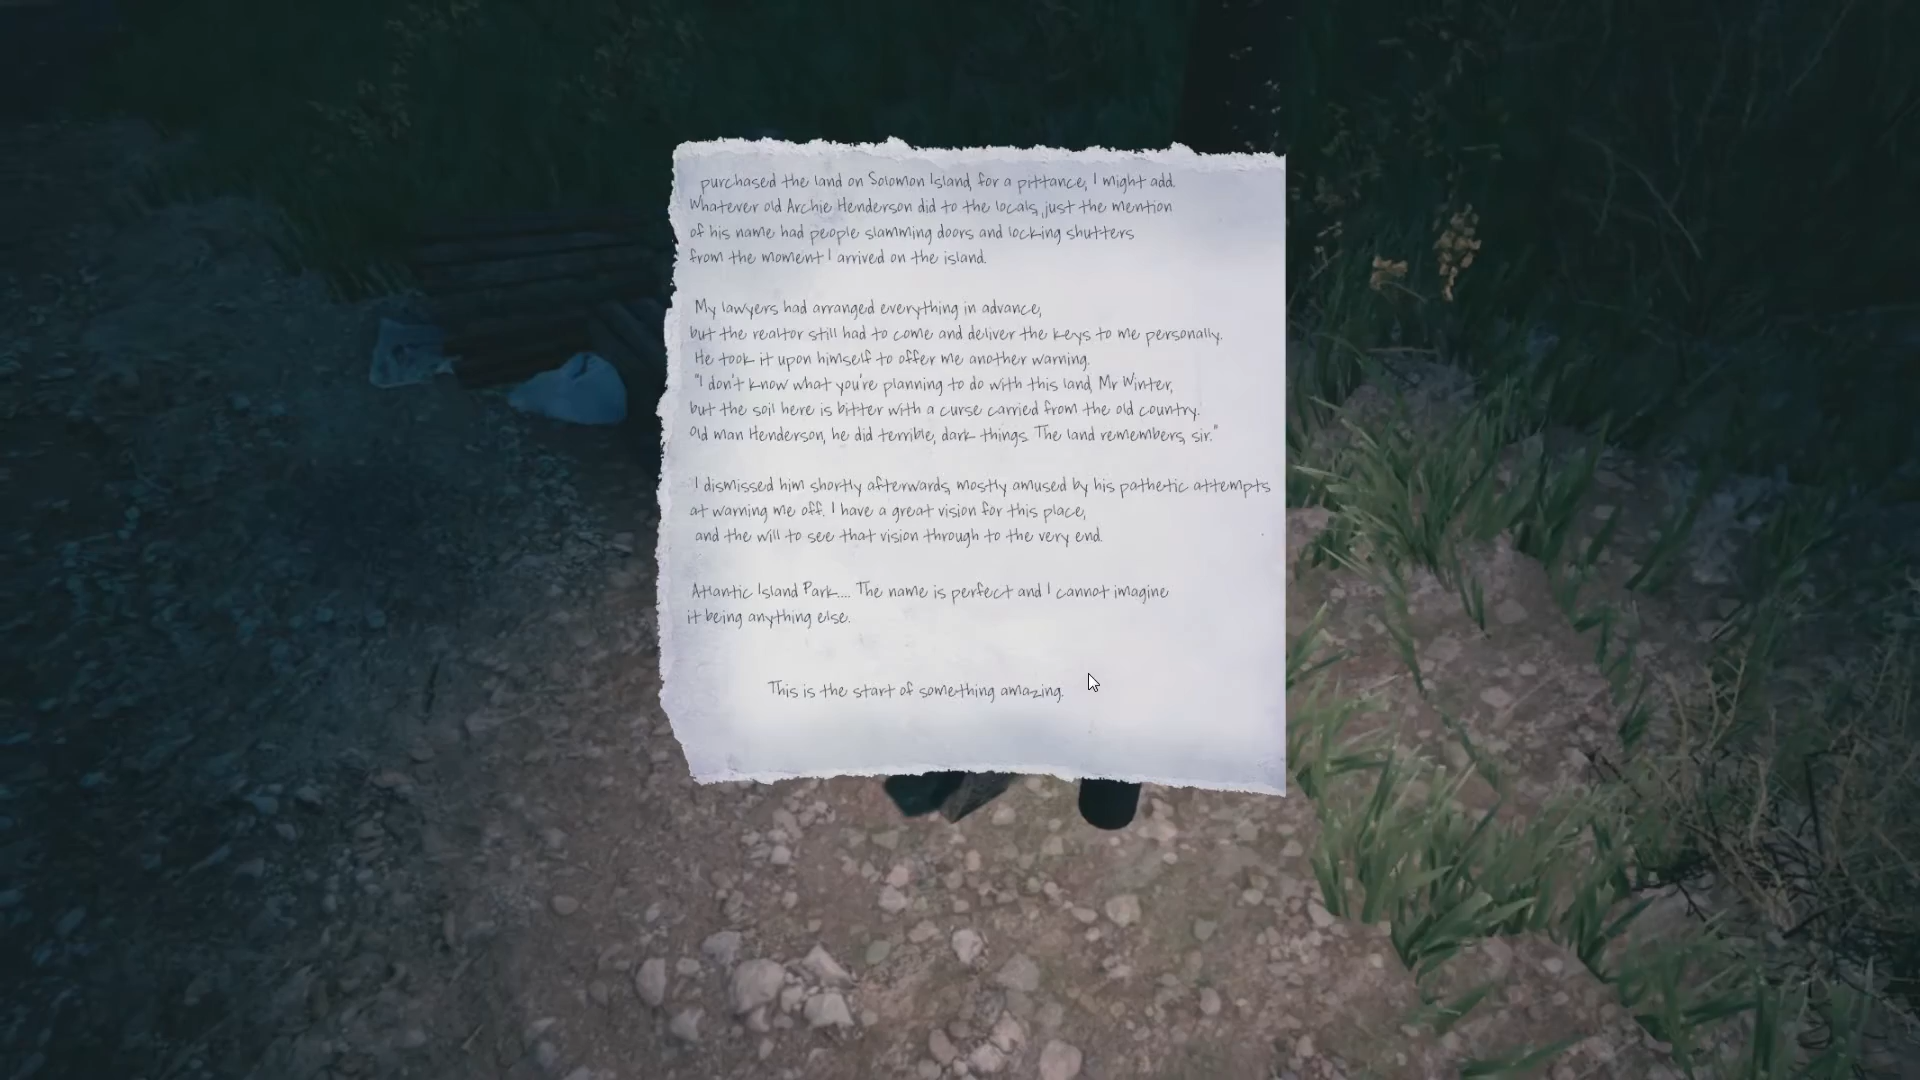 purchased the land on Solomon Island, for a pittance, I might add.
Whatever old Archie Henderson did to the locals, just the mention
of his name had people slamming doors and locking shutters
from the moment I arrived on the island.
My lawyers had arranged everything in advance,
but the realtor still had to come and deliver the keys to me personally.
He took it upon himself to offer me another warning.
"I don't know what you're planning to do with this land, Mr Winter,
but the soil here is bitter with a curse carried from the old country.
Old man Henderson, he did terrible, dark things. The land remembers, sir."
I dismissed him shortly afterwards, mostly amused by his pathetic attempts
at warning me off. I have a great vision for this place,
and the will to see that vision through to the very end.
Atlantic Island Park.... The name is perfect and I cannot imagine
it being anything else.
This is the start of something amazing.